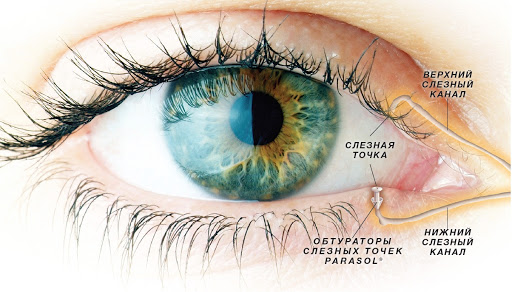 ВЕРХНИЙ
СЛЕЗНЫЙ
КАНАЛ
СЛЕЗНАЯ
ТОЧКА
ОБТУРАТОРЫ
СЛЕЗНЫХ ТОЧЕК
PARASOL®
НИЖНИЙ
СЛЕЗНЫЙ
КАНАЛ